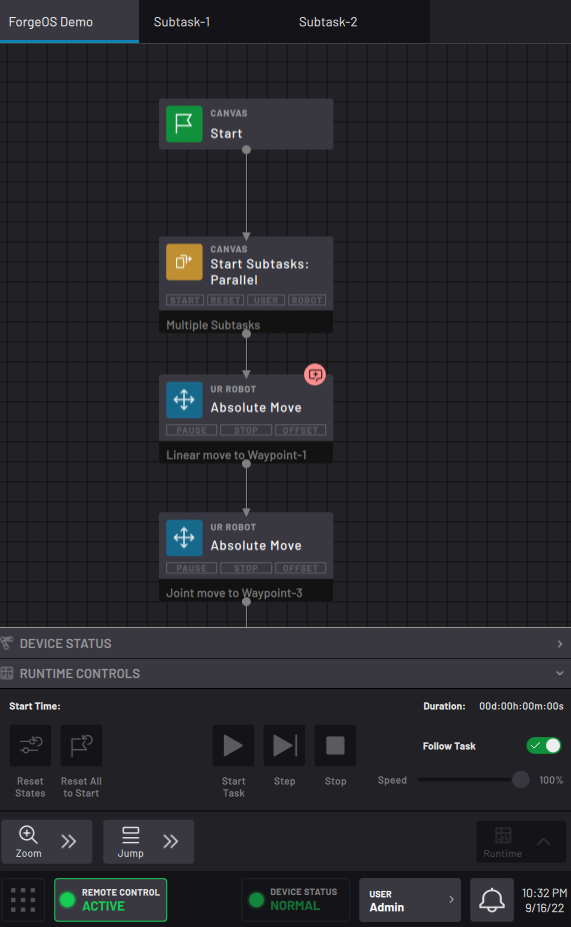 ForgeOS Demo Subtask-1 Subtask-2
CANVAS
Start
CANVAS
Start Subtasks:
Parallel
START RESET USER ROBOT
Multiple Subtasks
UR ROBOT
Absolute Move
PAUSE STOP OFFSET
Linear move to Waypoint-1
UR ROBOT
Absolute Move
PAUSE STOP OFFSET
Joint move to Waypoint-3
DEVICE STATUS
RUNTIME CONTROLS
Start Time: Duration: 00d:00h:00m:00s
Follow Task
Reset
States
Reset All
to Start
Start
Task
Step
Stop
Speed 100%
Zoom
Jump
Runtime
REMOTE CONTROL
ACTIVE
DEVICE STATUS
NORMAL
USER
Admin
10:32 PM
9/16/22